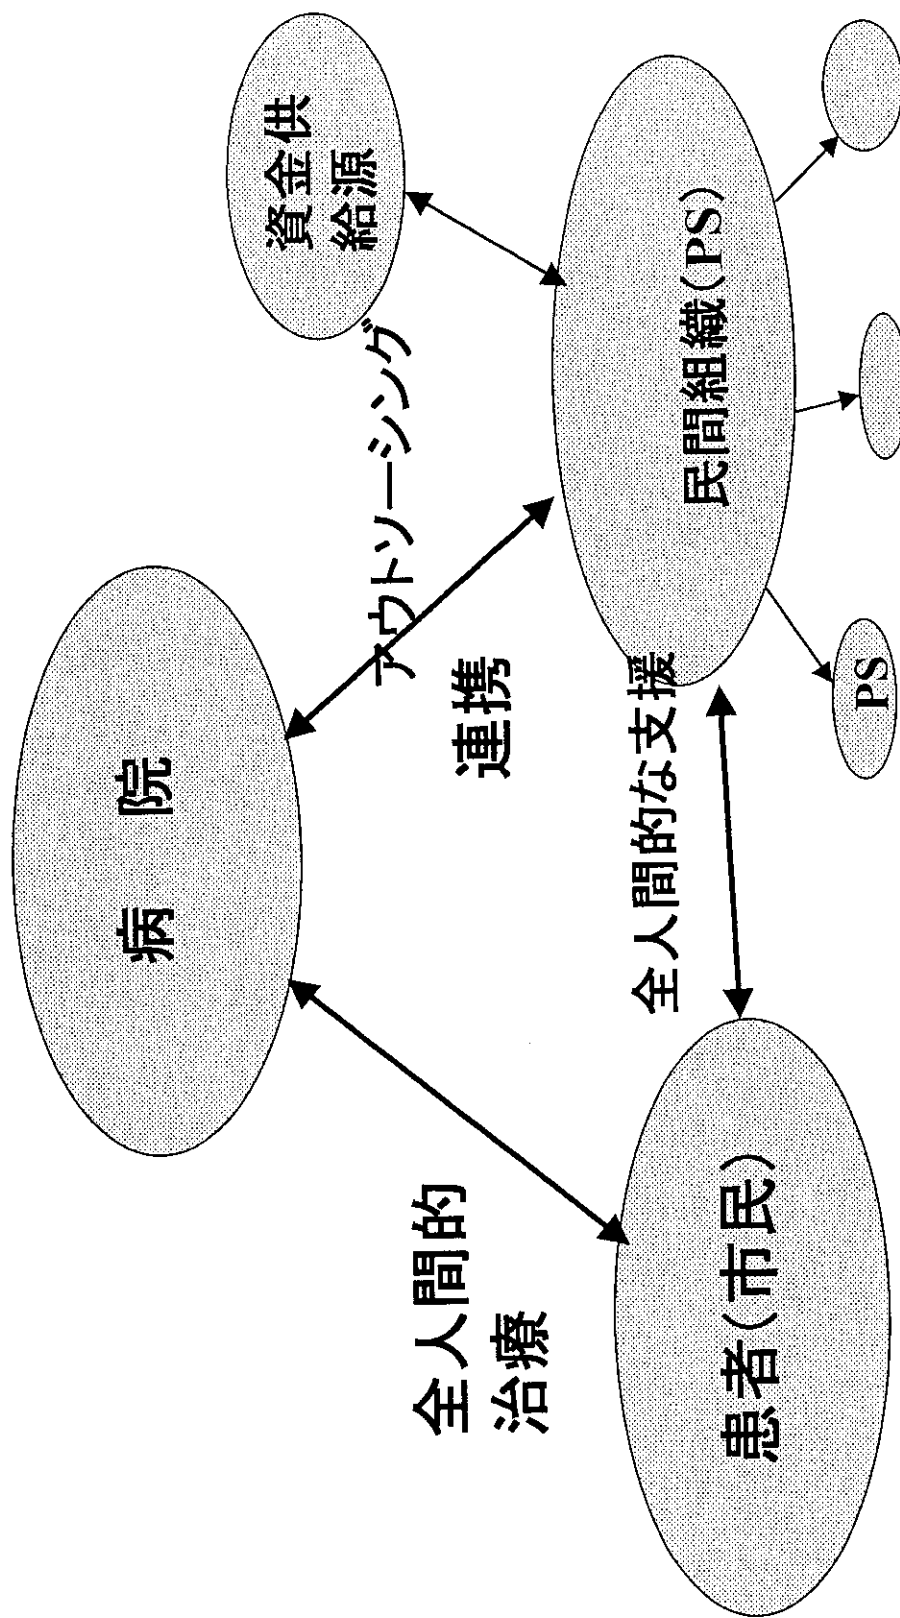 病　院
資金供
給源
アウトソーシング
連携
全人間的
治療
全人間的な支援
患者(市民)
民間組織(PS)
PS